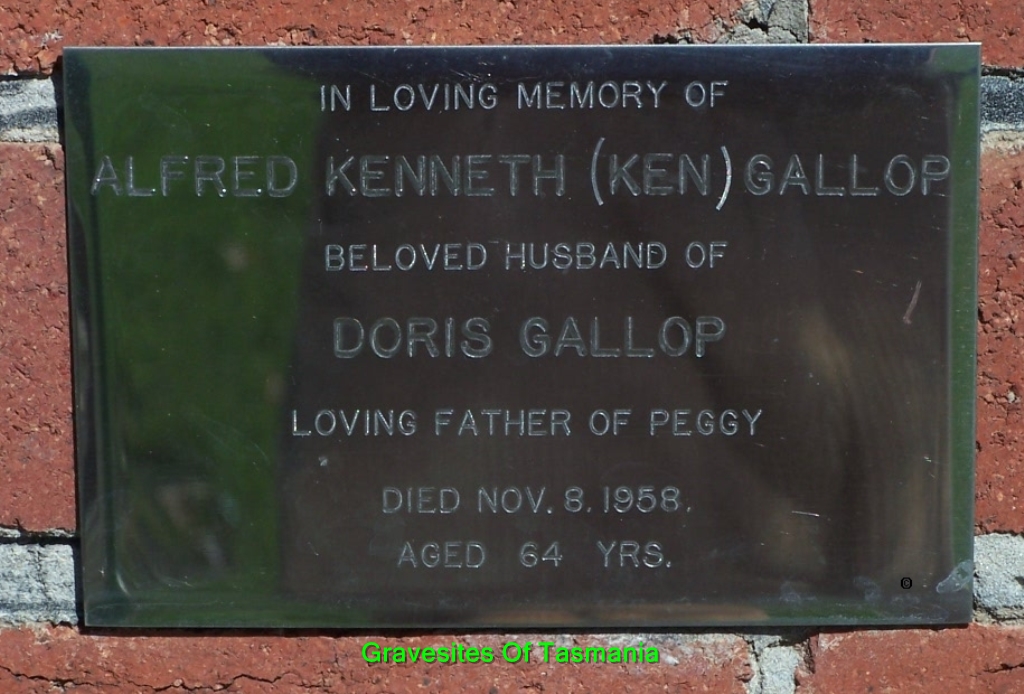 IN LOVING MEMORY OF
ALFRED KENNETH (KEN) GALLOP
BELOVED HUSBAND OF
DORIS GALLOP
LOVING FATHER OF PEGGY
DIED NOV. 8. 1958.
AGED 64 YRS.
©
Gravesites Of Tasmania